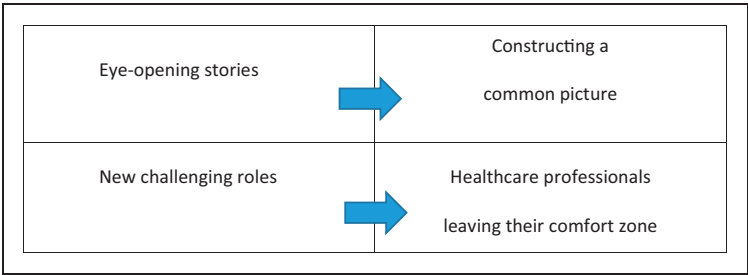 Eye-opening stories
Constructing a
common picture
New challenging roles
Healthcare professionals
leaving their comfort zone